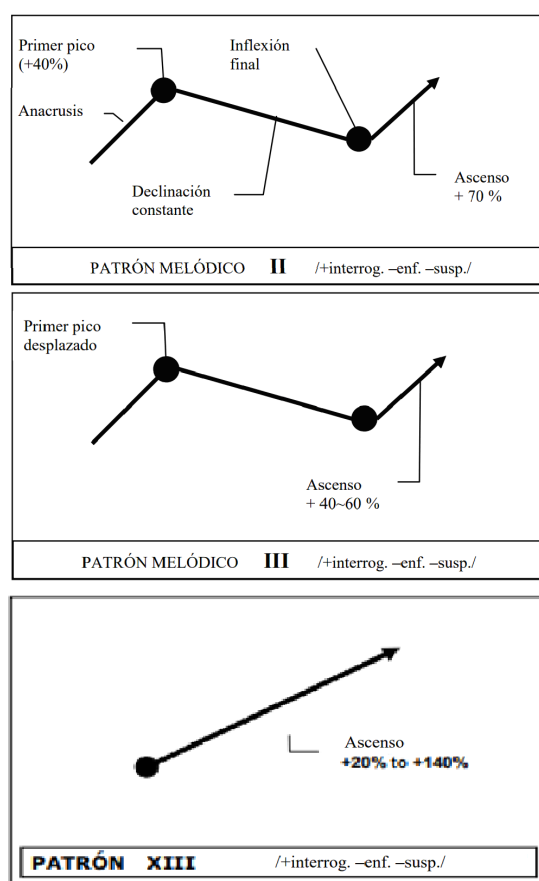 Primer pico
(+40%)
Inflexión
final
Anacrusis
Declinación
constante
Ascenso
+ 70 %
PATRÓN MELÓDICO II /+interrog. –enf. –susp./
Primer pico
desplazado
Ascenso
+ 40~60 %
PATRÓN MELÓDICO III /+interrog. –enf. –susp./
Ascenso
+20% to +140%
PATRÓN XIII /+interrog. –enf. –susp./